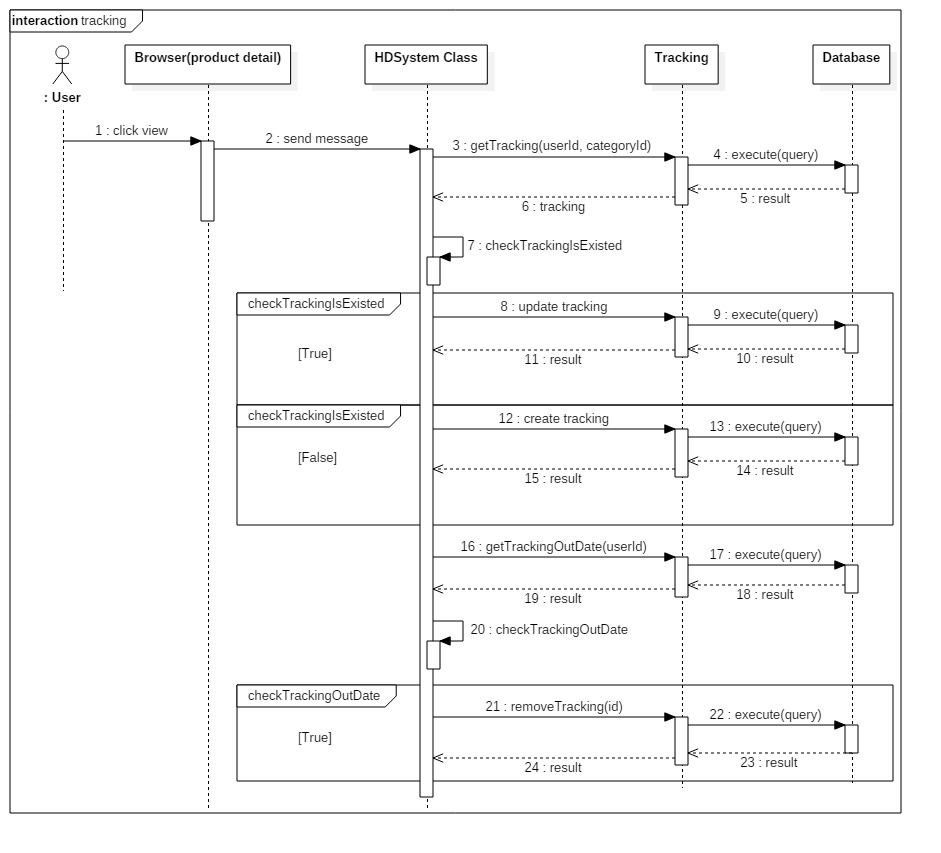 interaction tracking
Browser(product detail)
HDSystem Class
Tracking
Database
: User
1 : click view
2 : send message
3 : getTracking(userId, categoryId)
4 : execute(query)
5 : result
6 : tracking
7 : checkTrackingIsExisted
checkTrackingIsExisted
8 : update tracking
9 : execute(query)
[True]
10 : result
11 : result
checkTrackingIsExisted
12 : create tracking
13 : execute(query)
[False]
14 : result
15 : result
16 : getTrackingOutDate(userId)
17 : execute(query)
18 : result
19 : result
20 : checkTrackingOutDate
checkTrackingOutDate
21 : removeTracking(id)
22 : execute(query)
[True]
23 : result
24 : result